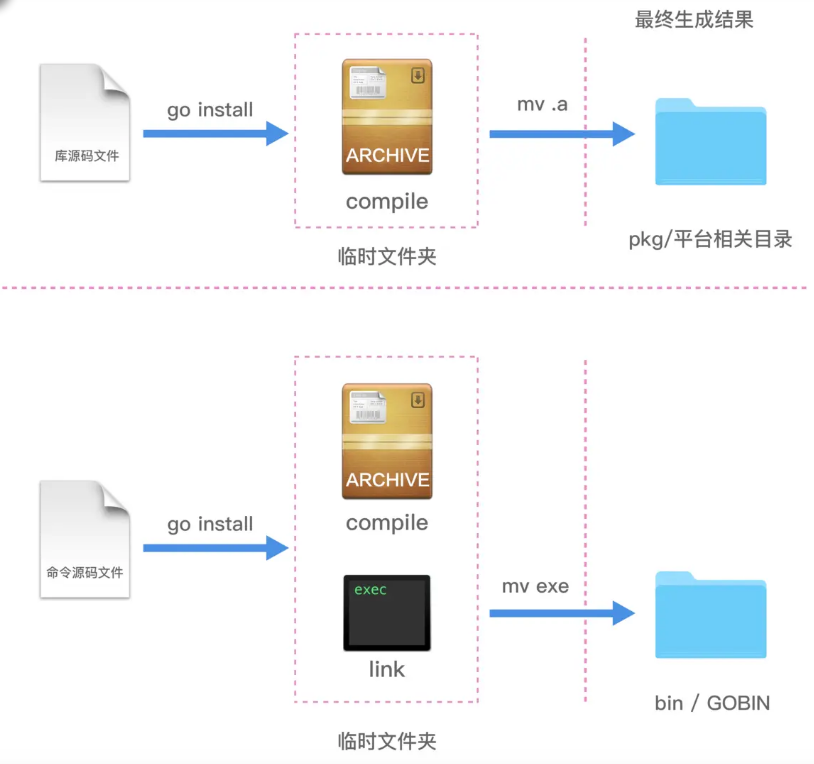 最终生成结果
go install
mv .a
库源码文件
ARCHIVE
compile
pkg/平台相关目录
临时文件夹
ARCHIVE
compile
go install
命令源码文件
exec
mv exe
link
bin / GOBIN
临时文件夹